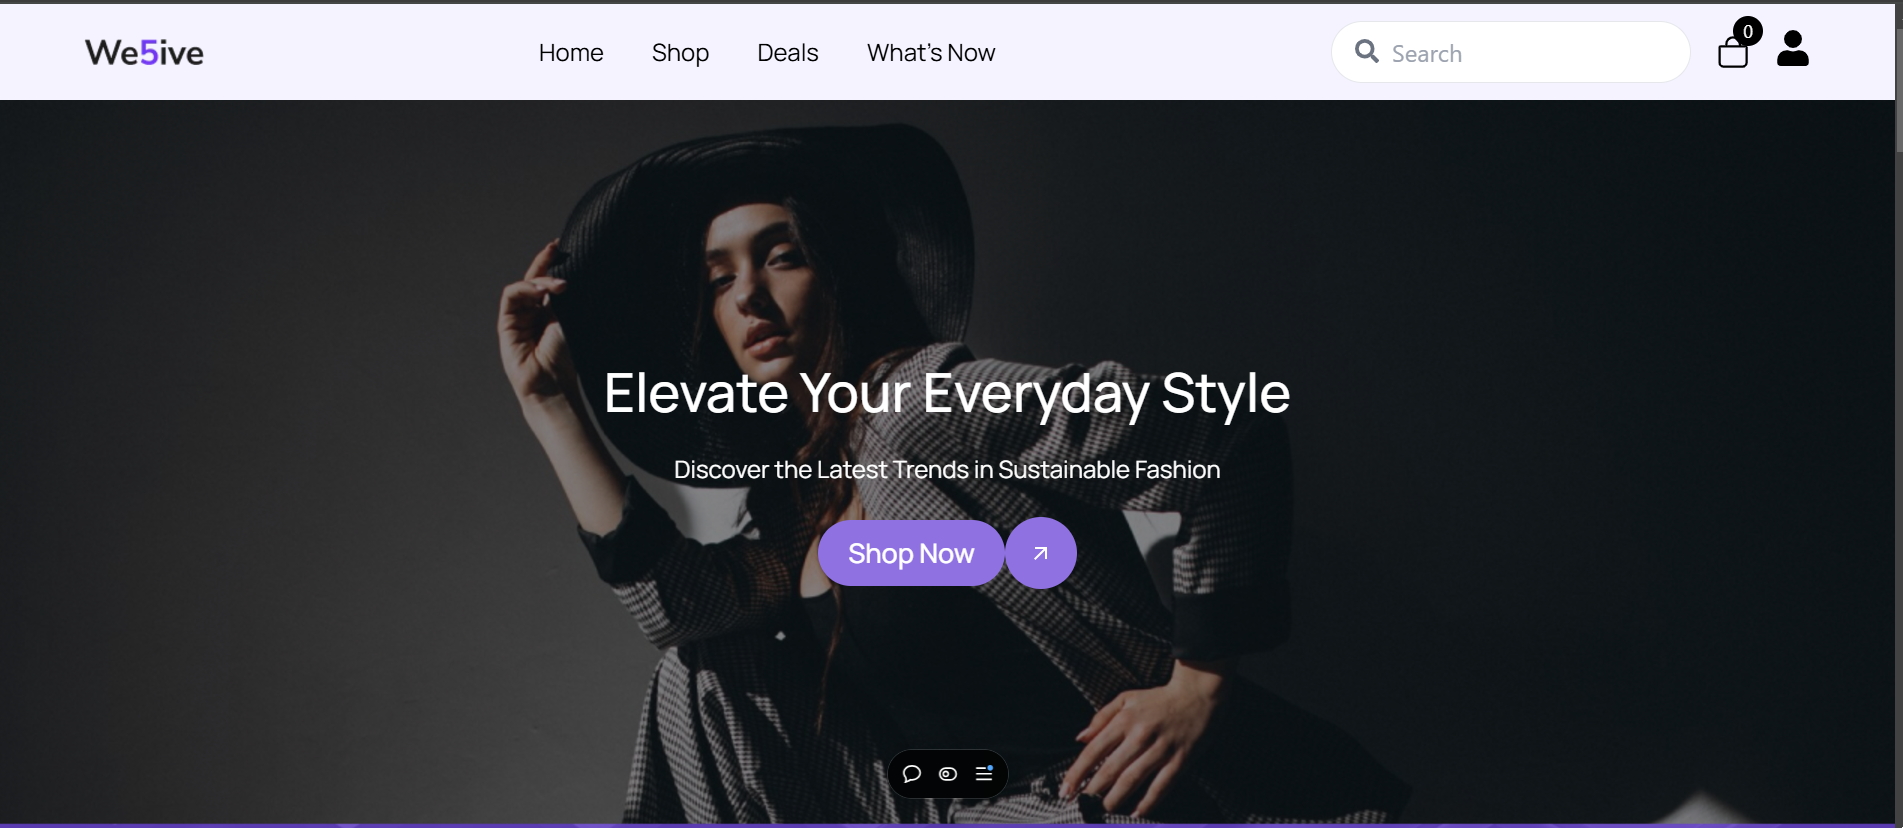 We5ive
Home
Shop
Deals
What's Now
Search
0
Elevate Your Everyday Style
Discover the Latest Trends in Sustainable Fashion
Shop Now